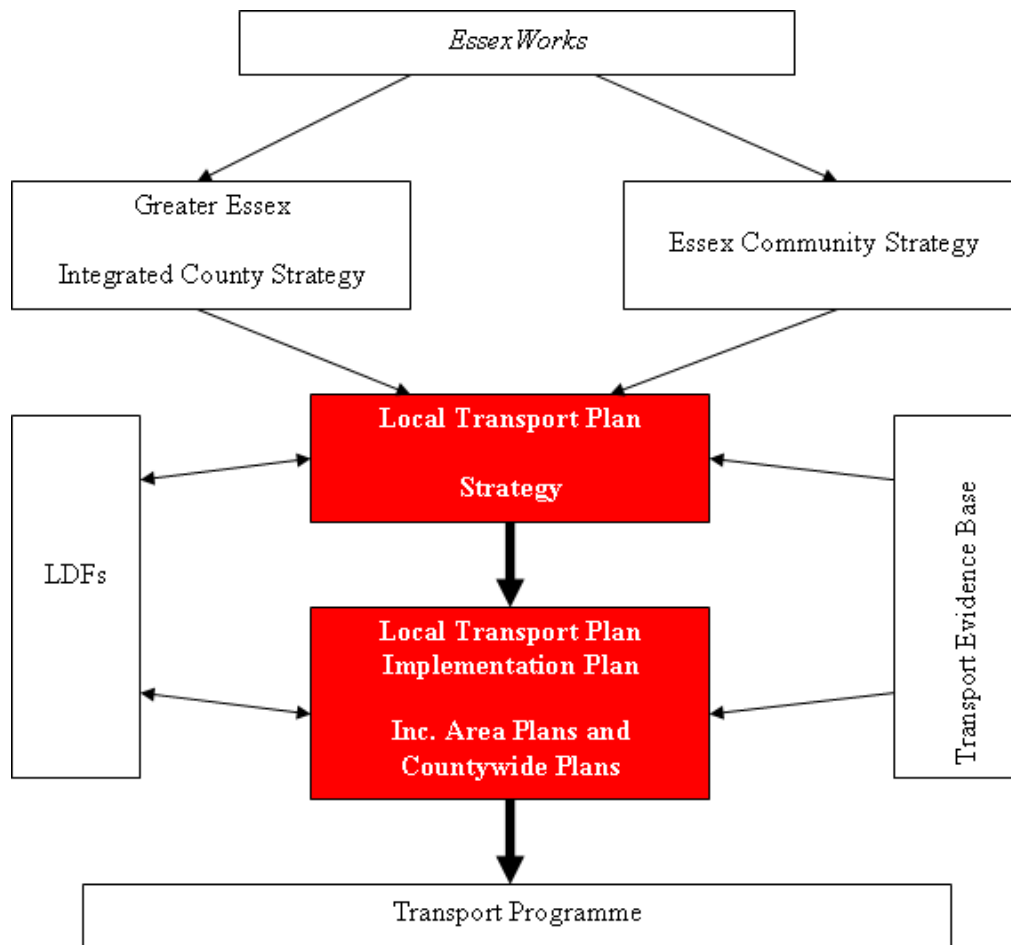 EssexWorks
Greater Essex
Integrated County Strategy
Essex Community Strategy
Local Transport Plan
Strategy
LDFs
Transport Evidence Base
Local Transport Plan
Implementation Plan
Inc. Area Plans and
Countywide Plans
Transport Programme